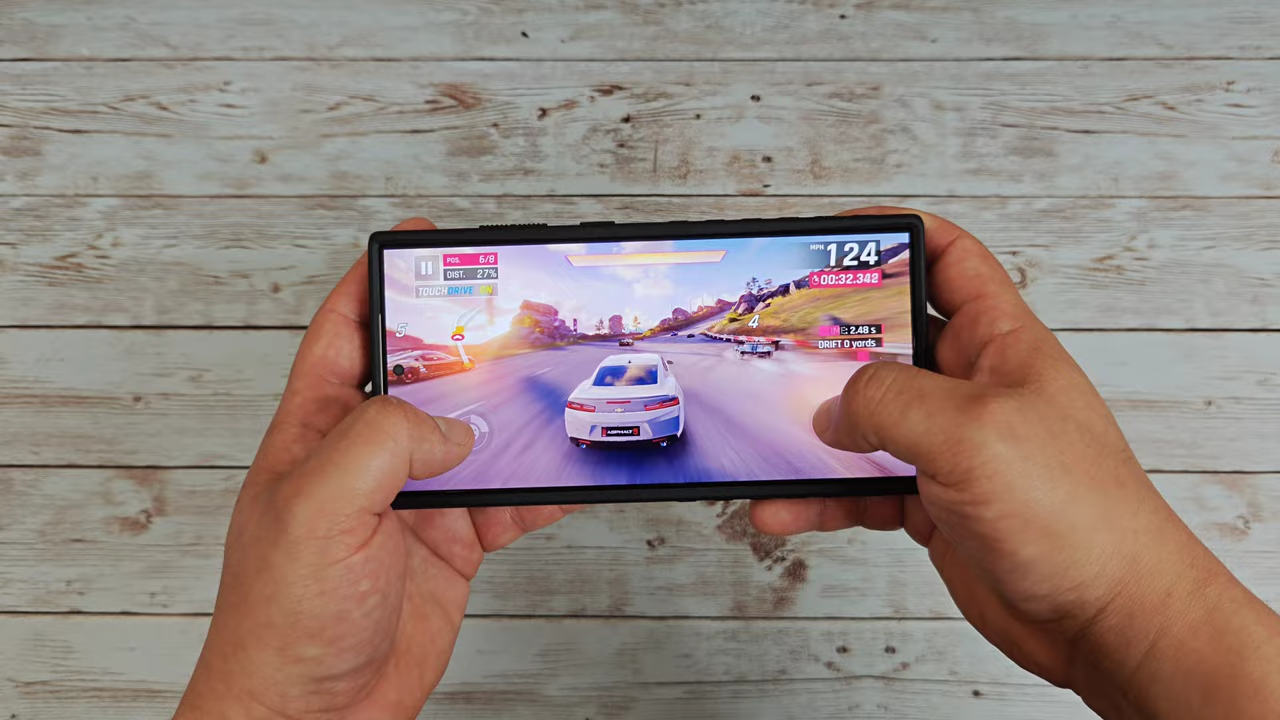 POS. 6/8
DIST. 27%
TOUCHDRIVE ON
MPH 124
00:32.342
5
4
2.48 s
DRIFT 0 yards
ASPHALT